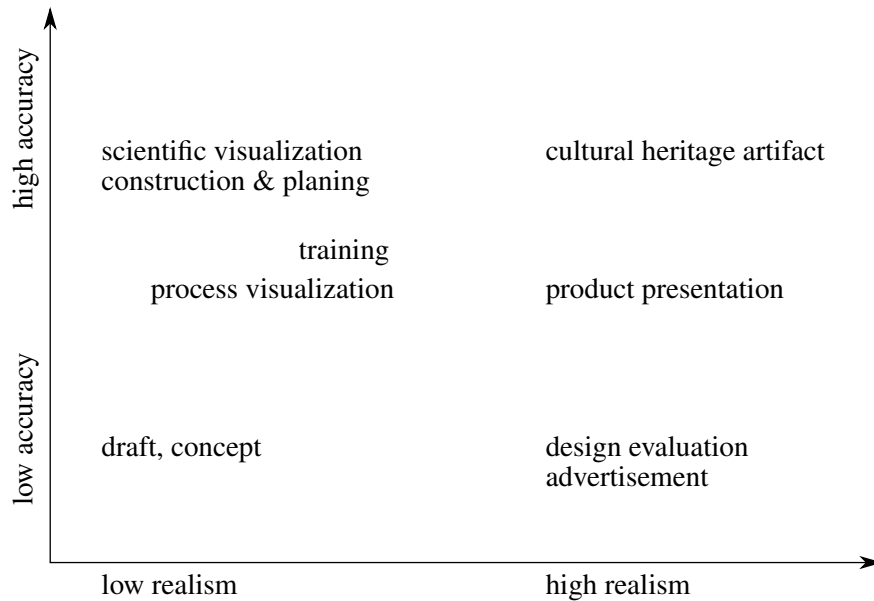 high accuracy
scientific visualization
construction & planing
cultural heritage artifact
training
process visualization
product presentation
low accuracy
draft, concept
design evaluation
advertisement
low realism
high realism